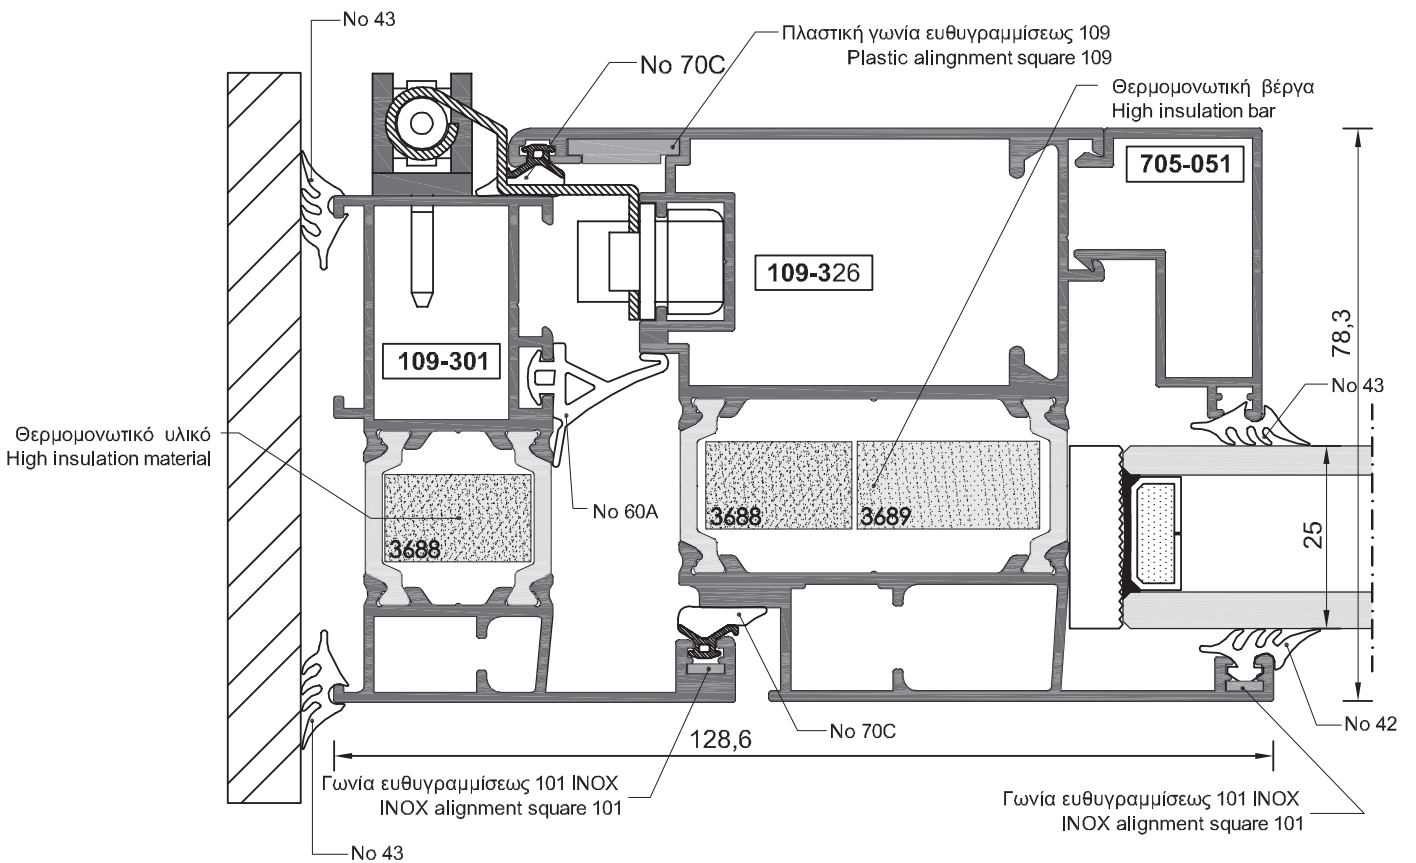 No 43
Πλαστική γωνία ευθυγραμμίσεως 109
Plastic alingnment square 109
No 70C
Θερμομονωτική βέργα
High insulation bar
705-051
109-326
109-301
78,3
No 43
Θερμομονωτικό υλικό
High insulation material
No 60A
3688
3689
3688
25
No 70C
No 42
128,6
Γωνία ευθυγραμμίσεως 101 INOX
INOX alignment square 101
Γωνία ευθυγραμμίσεως 101 INOX
INOX alignment square 101
No 43